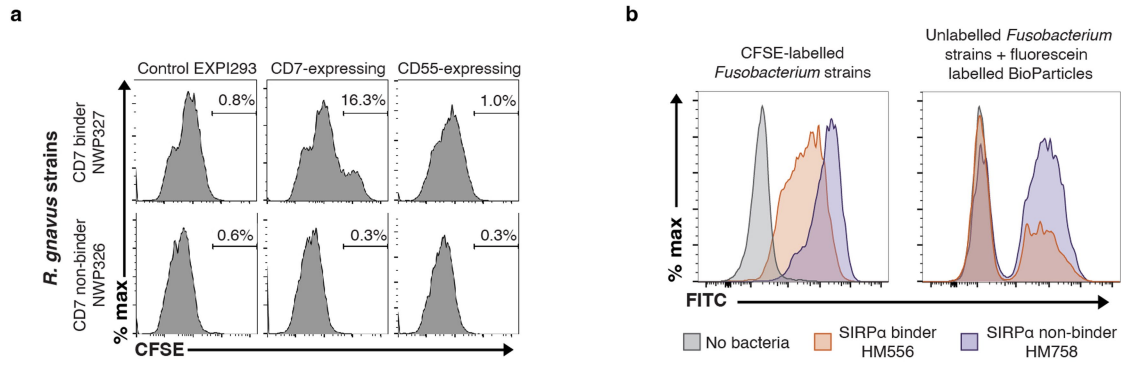 a
Control EXPI293
CD7-expressing
CD55-expressing
R. gnavus strains
CD7 binder
NWP327
0.8%
16.3%
1.0%
CD7 non-binder
NWP326
0.6%
0.3%
0.3%
% max
CFSE
b
CFSE-labelled
Fusobacterium strains
Unlabelled Fusobacterium
strains + fluorescein
labelled BioParticles
% max
FITC
No bacteria
SIRPα binder
HM556
SIRPα non-binder
HM758